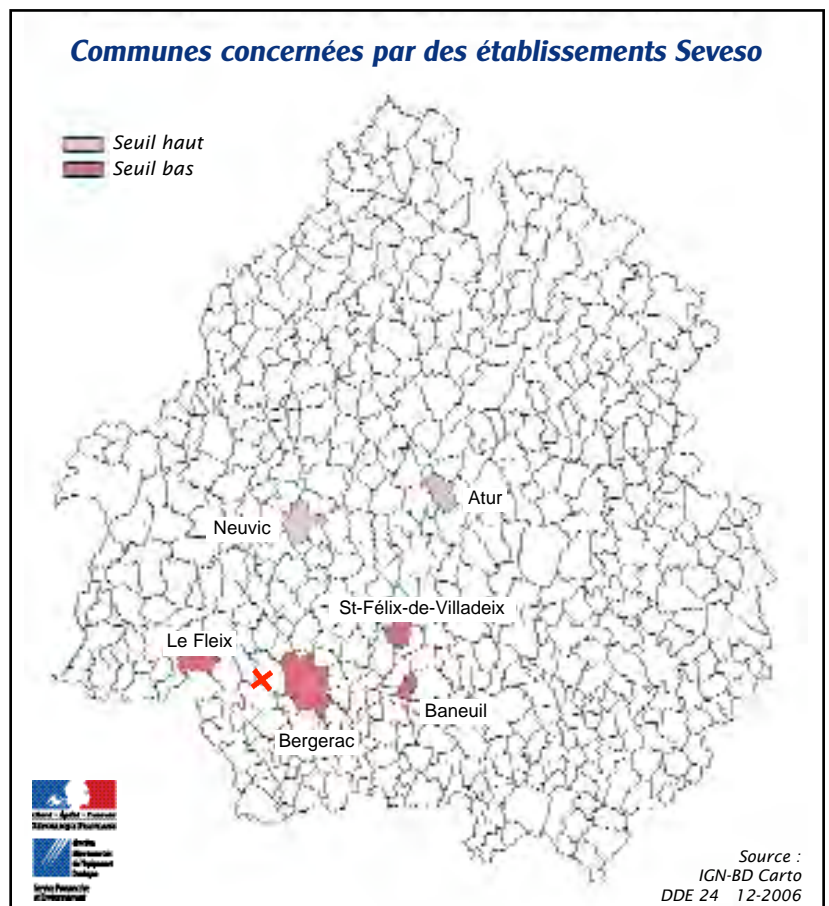 Communes concernées par des établissements Seveso
Seuil haut
Seuil bas
Atur
Neuvic
St-Félix-de-Villadeix
Le Fleix
Baneuil
Bergerac
Source :
IGN-BD Carto
DDE 24 12-2006